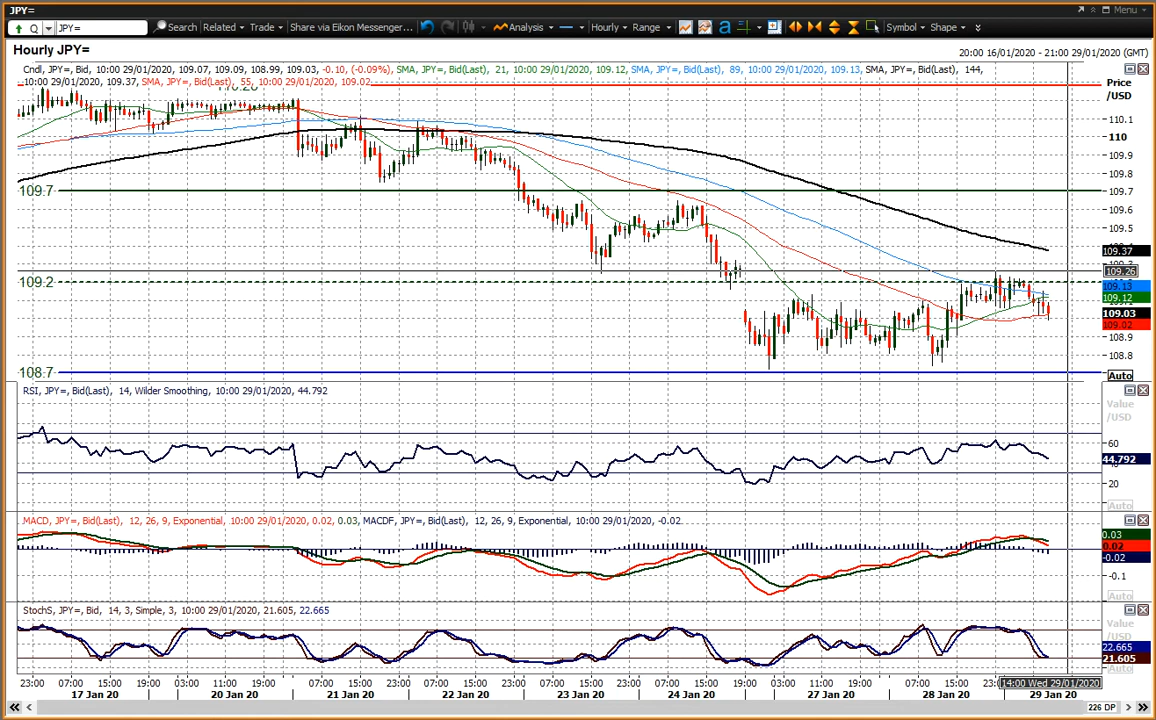 JPY=
Menu
JPY=
Search Related Trade Share via Eikon Messenger... Analysis Hourly Range a Symbol Shape
Hourly JPY=
20:00 16/01/2020 - 21:00 29/01/2020 (GMT)
Cndl, JPY=, Bid, 10:00 29/01/2020, 109.07, 109.09, 108.99, 109.03, -0.10, (-0.09%), SMA, JPY=, Bid(Last), 21, 10:00 29/01/2020, 109.12, SMA, JPY=, Bid(Last), 89, 10:00 29/01/2020, 109.13, SMA, JPY=, Bid(Last), 144,
10:00 29/01/2020, 109.37, SMA, JPY=, Bid(Last), 55, 10:00 29/01/2020, 109.02
Price
/USD
110.1
110
109.9
109.8
109.7
109.7
109.6
109.5
109.37
109.26
109.2
109.13
109.12
109.03
109.02
108.9
108.8
108.7
Auto
RSI, JPY=, Bid(Last), 14, Wilder Smoothing, 10:00 29/01/2020, 44.792
Value
/USD
60
44.792
20
Auto
MACD, JPY=, Bid(Last), 12, 26, 9, Exponential, 10:00 29/01/2020, 0.02, 0.03, MACDF, JPY=, Bid(Last), 12, 26, 9, Exponential, 10:00 29/01/2020, -0.02
0.03
0.02
-0.02
-0.1
Auto
StochS, JPY=, Bid, 14, 3, Simple, 3, 10:00 29/01/2020, 21.605, 22.665
Value
/USD
22.665
21.605
Auto
23:00 07:00 15:00 19:00 03:00 11:00 19:00 07:00 15:00 19:00 07:00 15:00 23:00 07:00 15:00 23:00 07:00 15:00 19:00 03:00 11:00 19:00 07:00 15:00 14:00 Wed 29/01/2020
17 Jan 20 20 Jan 20 21 Jan 20 22 Jan 20 23 Jan 20 24 Jan 20 27 Jan 20 28 Jan 20 29 Jan 20
226 DP